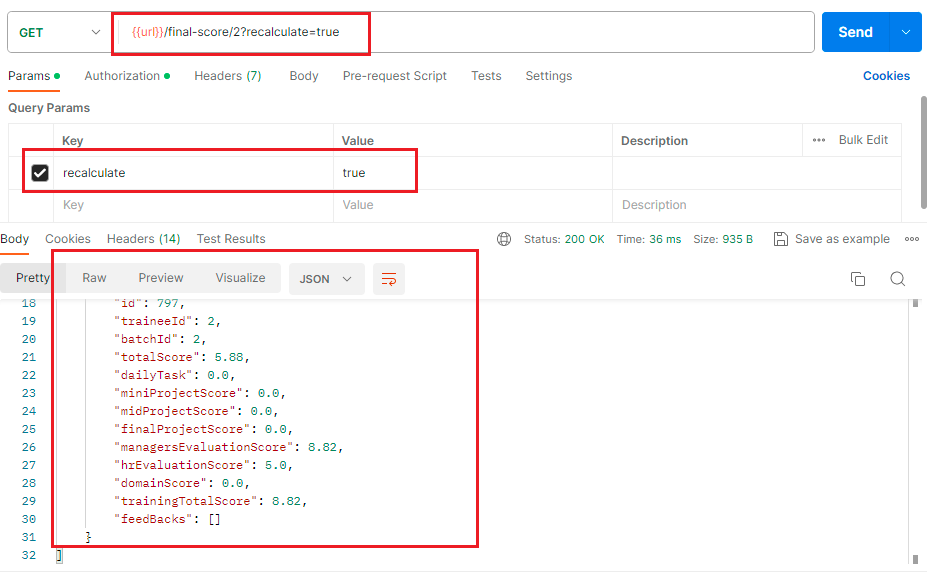 GET {{url}}/final-score/2?recalculate=true Send
Params Authorization Headers (7) Body Pre-request Script Tests Settings Cookies
Query Params
Key Value Description Bulk Edit
recalculate true
Key Value Description
Body Cookies Headers (14) Test Results Status: 200 OK Time: 36 ms Size: 935 B Save as example
Pretty Raw Preview Visualize JSON
18 "id": 797,
19 "traineeId": 2,
20 "batchId": 2,
21 "totalScore": 5.88,
22 "dailyTask": 0.0,
23 "miniProjectScore": 0.0,
24 "midProjectScore": 0.0,
25 "finalProjectScore": 0.0,
26 "managersEvaluationScore": 8.82,
27 "hrEvaluationScore": 5.0,
28 "domainScore": 0.0,
29 "trainingTotalScore": 8.82,
30 "feedBacks": []
31 }
32 ]